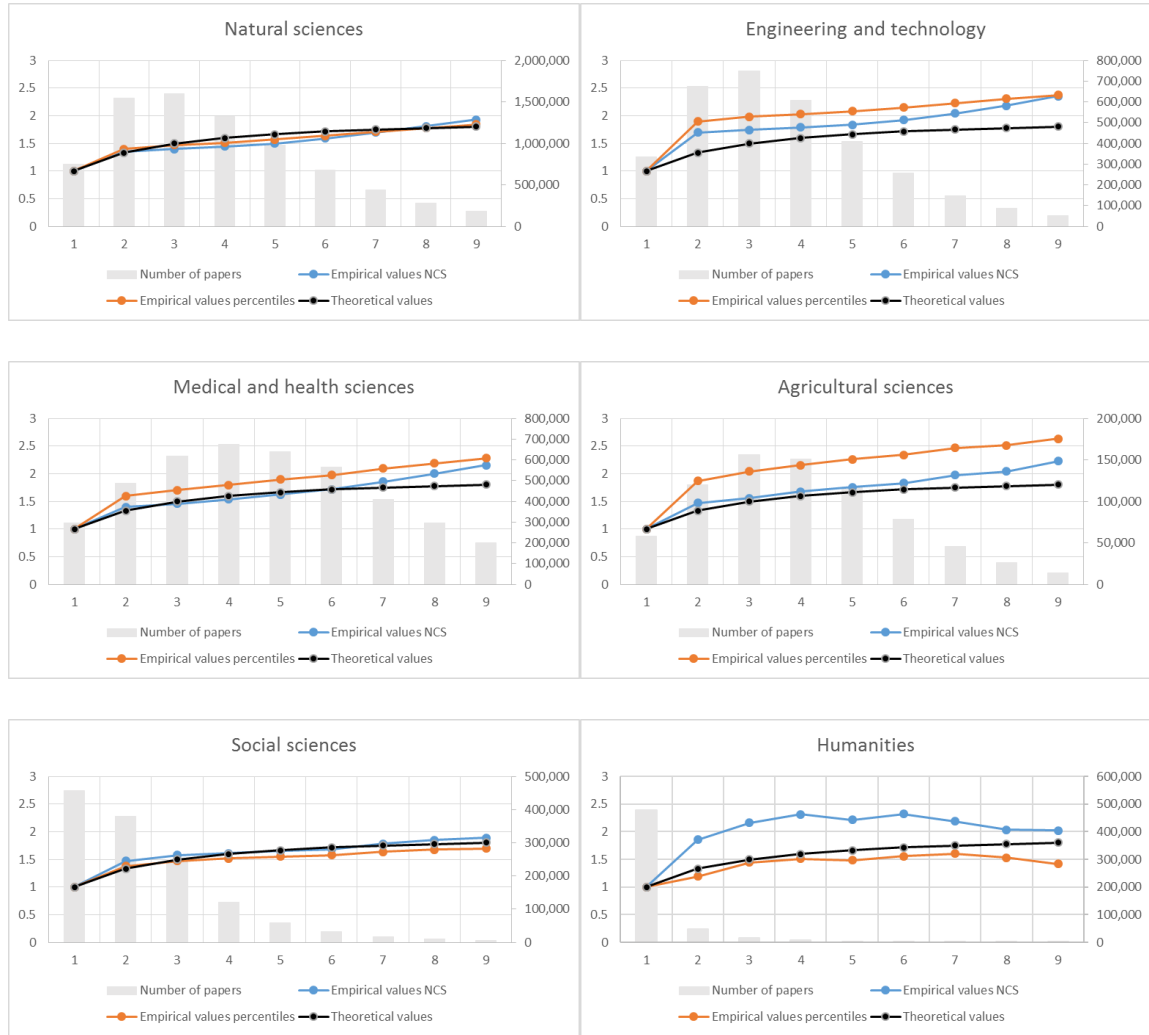 Natural sciences
3 2,000,000
2.5
1,500,000
2
1.5 1,000,000
1
500,000
0.5
0 0
1 2 3 4 5 6 7 8 9
Number of papers Empirical values NCS
Empirical values percentiles Theoretical values
Engineering and technology
3 800,000
700,000
2.5
600,000
2
500,000
1.5 400,000
300,000
1
200,000
0.5
100,000
0 0
1 2 3 4 5 6 7 8 9
Number of papers Empirical values NCS
Empirical values percentiles Theoretical values
Medical and health sciences
3 800,000
700,000
2.5
600,000
2
500,000
1.5 400,000
300,000
1
200,000
0.5
100,000
0 0
1 2 3 4 5 6 7 8 9
Number of papers Empirical values NCS
Empirical values percentiles Theoretical values
Agricultural sciences
3 200,000
2.5
150,000
2
1.5 100,000
1
50,000
0.5
0 0
1 2 3 4 5 6 7 8 9
Number of papers Empirical values NCS
Empirical values percentiles Theoretical values
Social sciences
3 500,000
2.5
400,000
2
300,000
1.5
200,000
1
100,000
0.5
0 0
1 2 3 4 5 6 7 8 9
Number of papers Empirical values NCS
Empirical values percentiles Theoretical values
Humanities
3 600,000
2.5 500,000
2 400,000
1.5 300,000
1 200,000
0.5 100,000
0 0
1 2 3 4 5 6 7 8 9
Number of papers Empirical values NCS
Empirical values percentiles Theoretical values